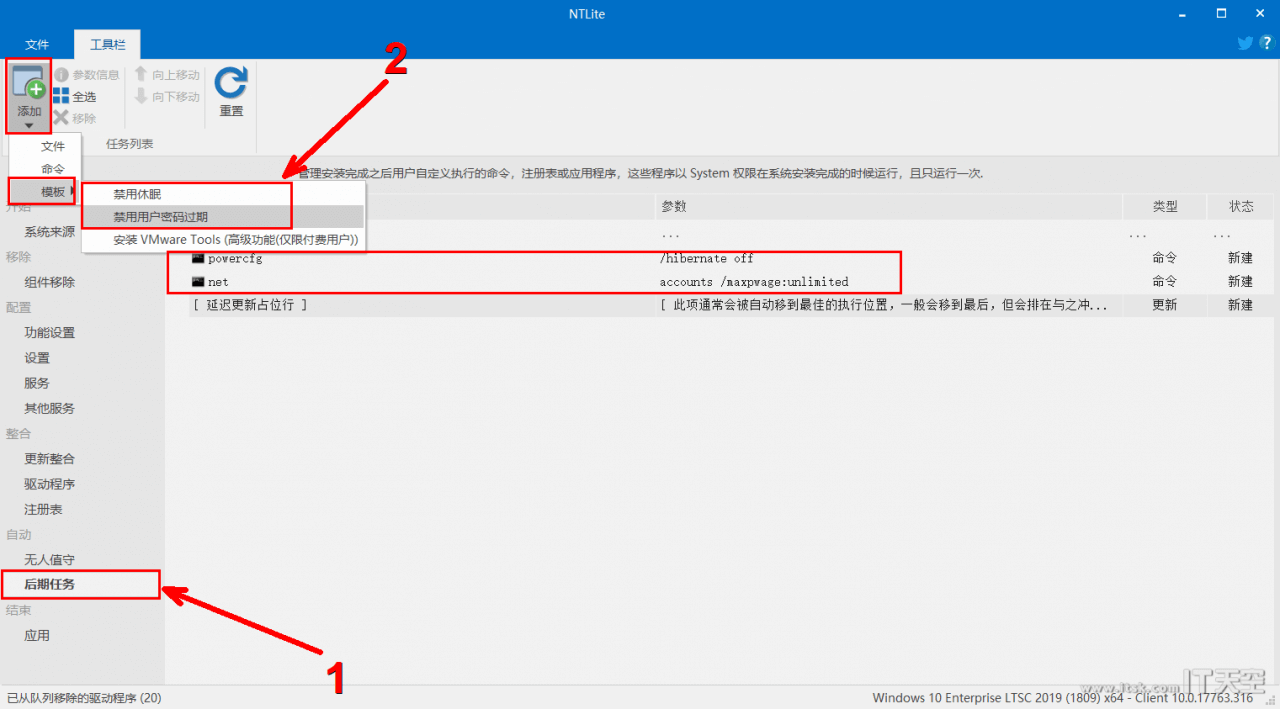 NTLite
文件
工具栏
2
添加
参数信息
全选
移除
向上移动
向下移动
重置
任务列表
文件
命令
模板
禁用休眠
禁用用户密码过期
安装 VMware Tools (高级功能(仅限付费用户))
管理安装完成之后用户自定义执行的命令，注册表或应用程序，这些程序以 System 权限在系统安装完成的时候运行，且只运行一次.
参数 类型 状态
... ... ...
powercfg /hibernate off 命令 新建
net accounts /maxpwage:unlimited 命令 新建
[ 延迟更新占位行 ] [ 此项通常会被自动移到最佳的执行位置，一般会移到最后，但会排在与之冲... 更新 新建
开始
系统来源
移除
组件移除
配置
功能设置
设置
服务
其他服务
整合
更新整合
驱动程序
注册表
自动
无人值守
后期任务
结束
应用
1
已从队列移除的驱动程序 (20)
Windows 10 Enterprise LTSC 2019 (1809) x64 - Client 10.0.17763.316
www.itsk.com
IT天空